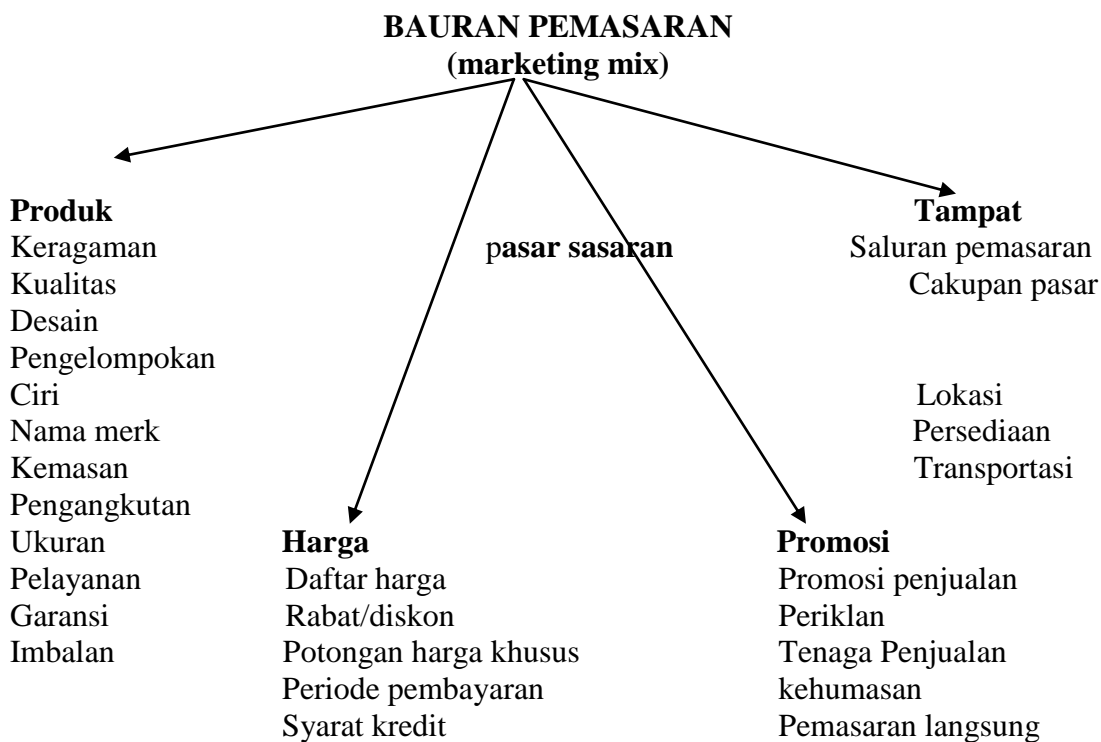 BAURAN PEMASARAN
(marketing mix)
Produk
Keragaman
Kualitas
Desain
Pengelompokan
Ciri
Nama merk
Kemasan
Pengangkutan
Ukuran
Pelayanan
Garansi
Imbalan
pasar sasaran
Harga
Daftar harga
Rabat/diskon
Potongan harga khusus
Periode pembayaran
Syarat kredit
Tampat
Saluran pemasaran
Cakupan pasar
Lokasi
Persediaan
Transportasi
Promosi
Promosi penjualan
Periklan
Tenaga Penjualan
kehumasan
Pemasaran langsung